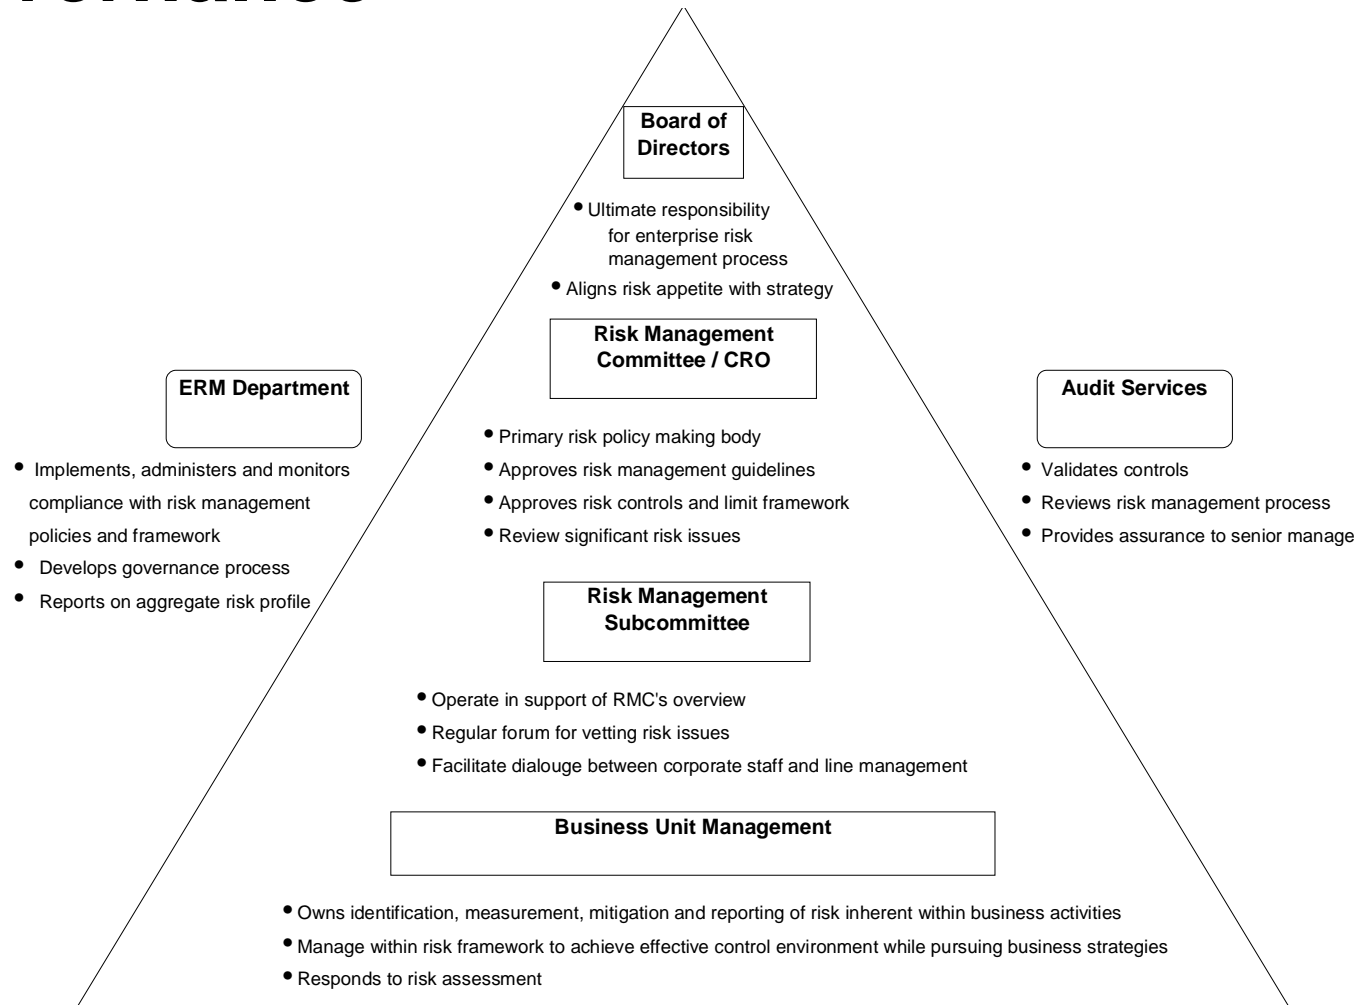 Board of
Directors
• Ultimate responsibility
for enterprise risk
management process
• Aligns risk appetite with strategy
Risk Management
Committee / CRO
• Primary risk policy making body
• Approves risk management guidelines
• Approves risk controls and limit framework
• Review significant risk issues
ERM Department
• Implements, administers and monitors
compliance with risk management
policies and framework
• Develops governance process
• Reports on aggregate risk profile
Audit Services
• Validates controls
• Reviews risk management process
• Provides assurance to senior manage
Risk Management
Subcommittee
• Operate in support of RMC's overview
• Regular forum for vetting risk issues
• Facilitate dialouge between corporate staff and line management
Business Unit Management
• Owns identification, measurement, mitigation and reporting of risk inherent within business activities
• Manage within risk framework to achieve effective control environment while pursuing business strategies
• Responds to risk assessment